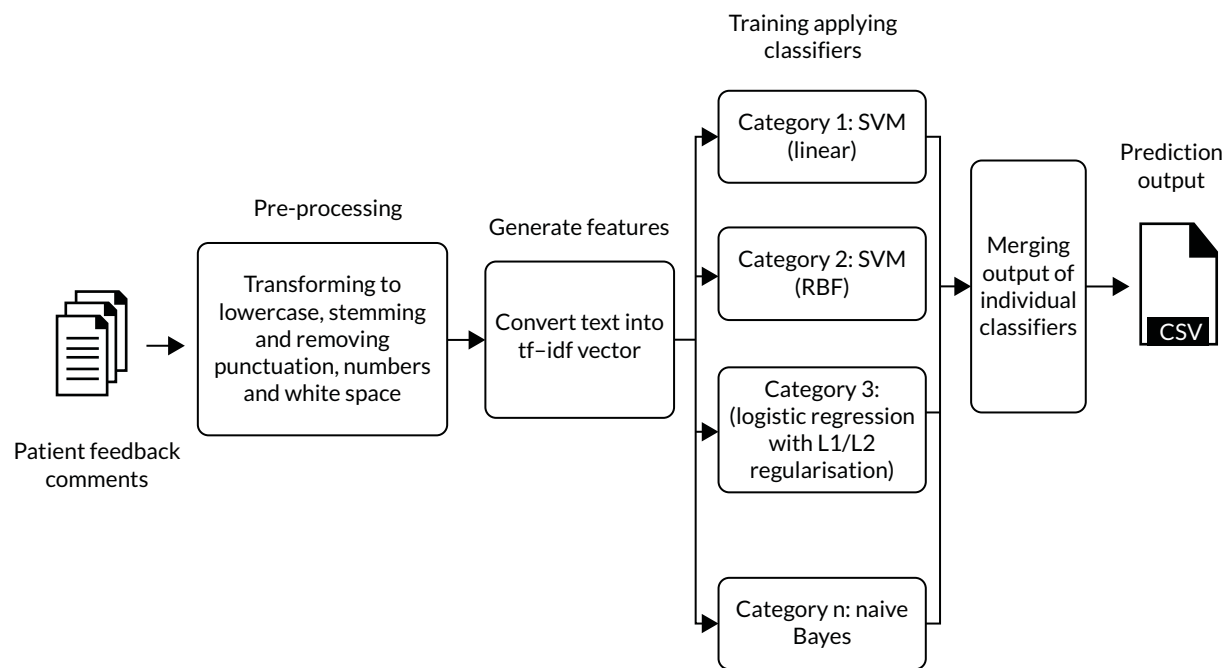 Patient feedback
comments
Pre-processing
Transforming to
lowercase, stemming
and removing
punctuation, numbers
and white space
Generate features
Convert text into
tf–idf vector
Training applying
classifiers
Category 1: SVM
(linear)
Category 2: SVM
(RBF)
Category 3:
(logistic regression
with L1/L2
regularisation)
Category n: naive
Bayes
Merging
output of
individual
classifiers
Prediction
output
CSV